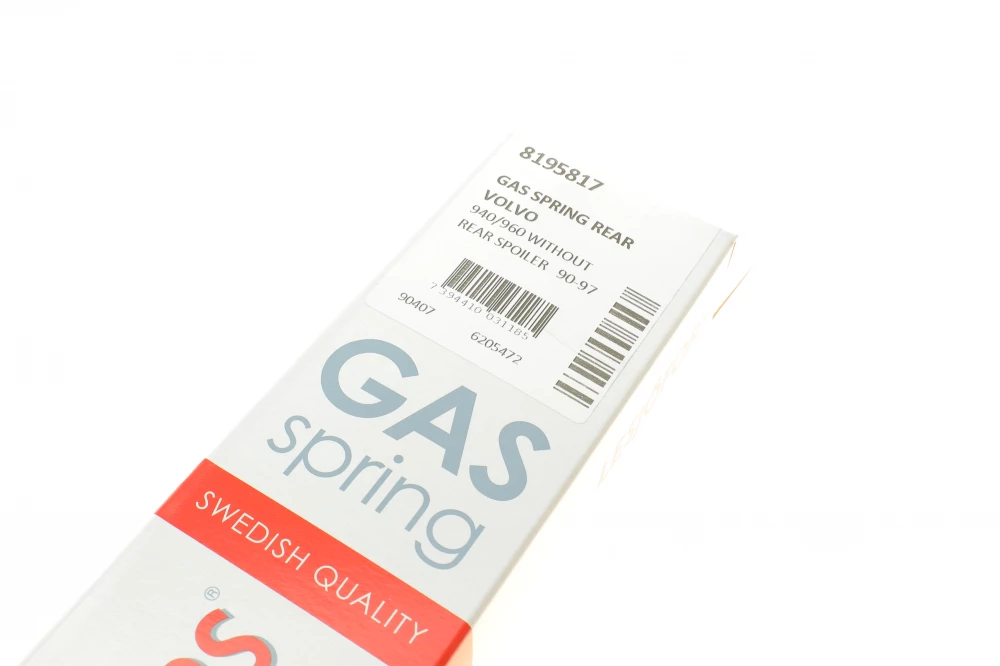 8195817
GAS SPRING REAR
VOLVO
940/960 WITHOUT
REAR SPOILER 90-97
7 394410 031185
90407 6205472
GAS
spring
SWEDISH QUALITY
®